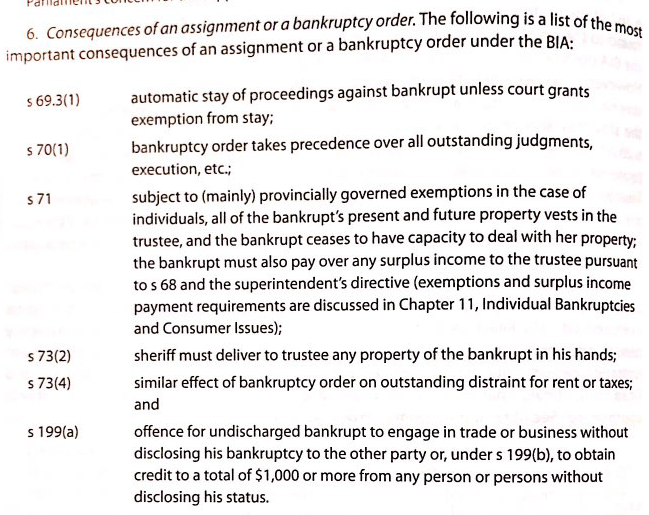 6. Consequences of an assignment or a bankruptcy order. The following is a list of the most
important consequences of an assignment or a bankruptcy order under the BIA:
s 69.3(1) automatic stay of proceedings against bankrupt unless court grants
exemption from stay;
s 70(1) bankruptcy order takes precedence over all outstanding judgments,
execution, etc.;
s 71 subject to (mainly) provincially governed exemptions in the case of
individuals, all of the bankrupt's present and future property vests in the
trustee, and the bankrupt ceases to have capacity to deal with her property;
the bankrupt must also pay over any surplus income to the trustee pursuant
to s 68 and the superintendent's directive (exemptions and surplus income
payment requirements are discussed in Chapter 11, Individual Bankruptcies
and Consumer Issues);
s 73(2) sheriff must deliver to trustee any property of the bankrupt in his hands;
s 73(4) similar effect of bankruptcy order on outstanding distraint for rent or taxes;
and
s 199(a) offence for undischarged bankrupt to engage in trade or business without
disclosing his bankruptcy to the other party or, under s 199(b), to obtain
credit to a total of $1,000 or more from any person or persons without
disclosing his status.